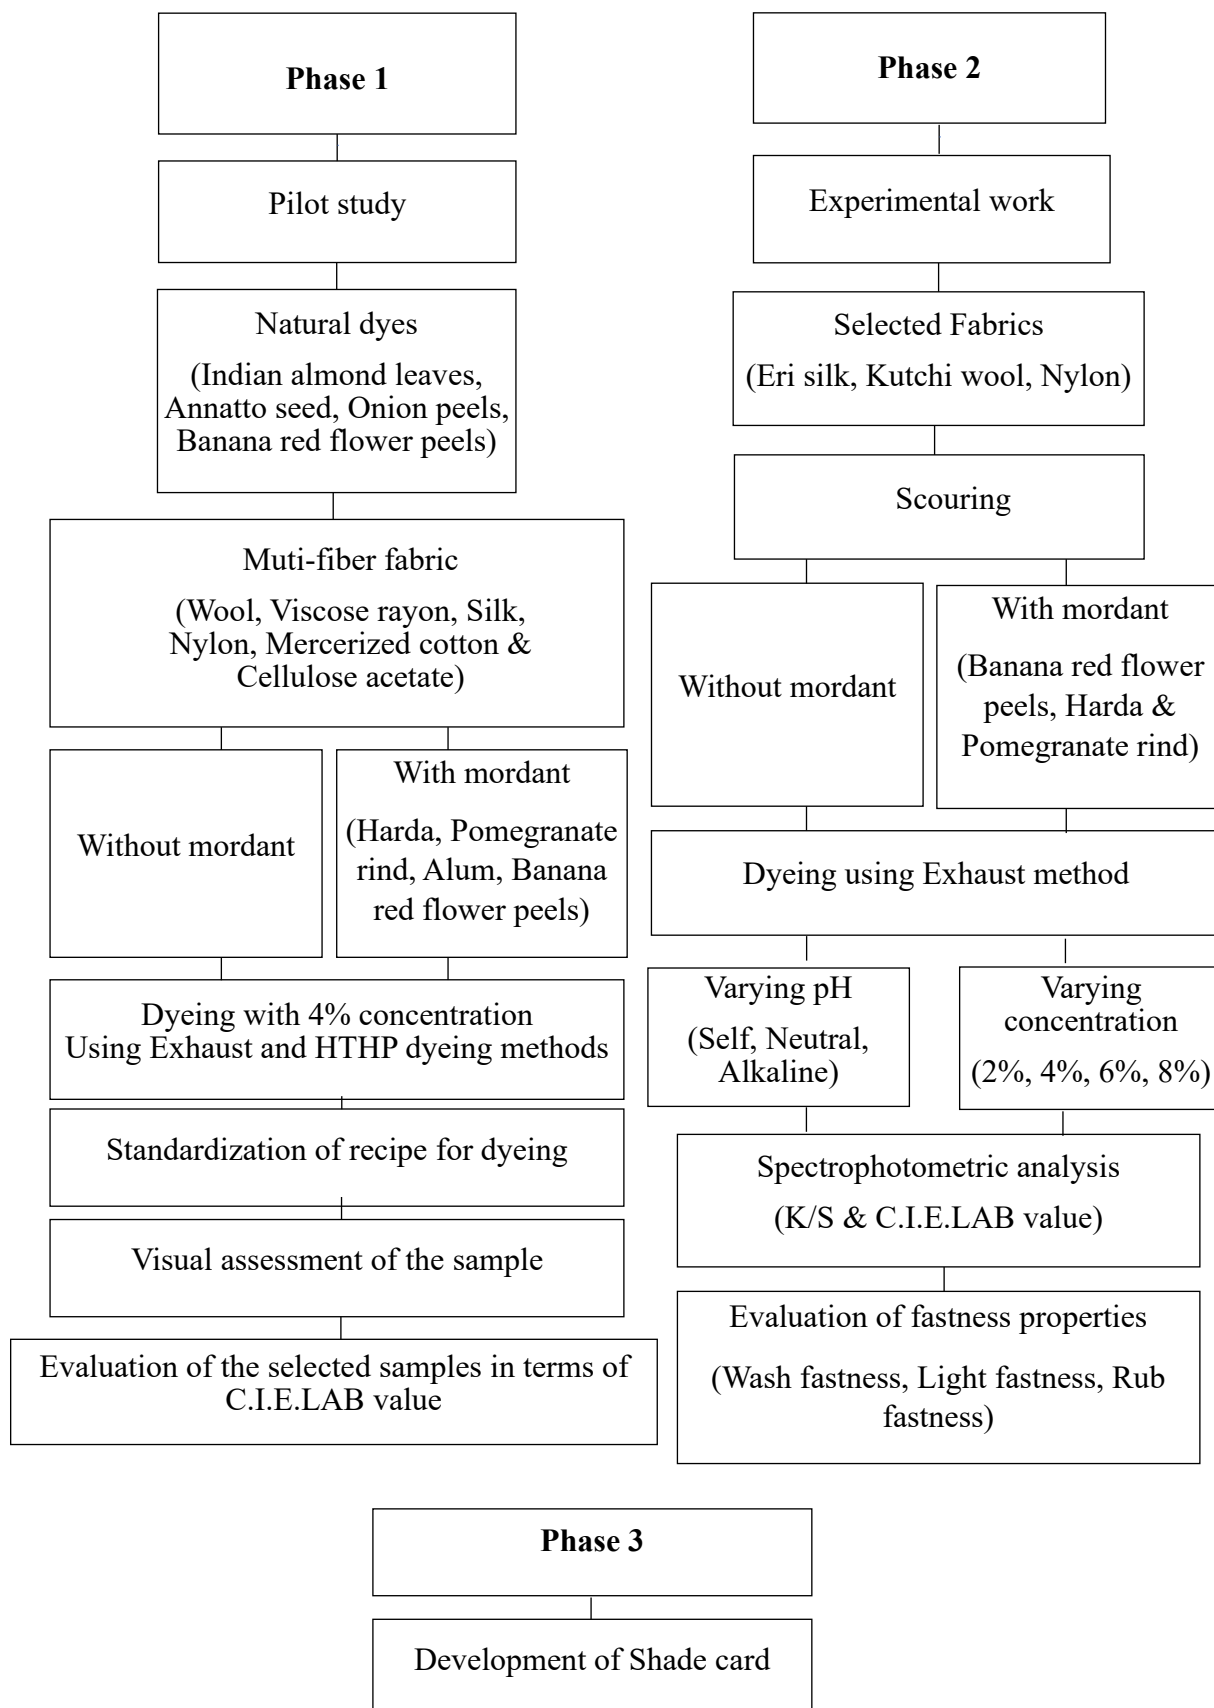 Phase 1
Pilot study
Natural dyes
(Indian almond leaves,
Annatto seed, Onion peels,
Banana red flower peels)
Muti-fiber fabric
(Wool, Viscose rayon, Silk,
Nylon, Mercerized cotton &
Cellulose acetate)
Without mordant
With mordant
(Harda, Pomegranate
rind, Alum, Banana
red flower peels)
Dyeing with 4% concentration
Using Exhaust and HTHP dyeing methods
Standardization of recipe for dyeing
Visual assessment of the sample
Evaluation of the selected samples in terms of
C.I.E.LAB value
Phase 2
Experimental work
Selected Fabrics
(Eri silk, Kutchi wool, Nylon)
Scouring
Without mordant
With mordant
(Banana red flower
peels, Harda &
Pomegranate rind)
Dyeing using Exhaust method
Varying pH
(Self, Neutral,
Alkaline)
Varying
concentration
(2%, 4%, 6%, 8%)
Spectrophotometric analysis
(K/S & C.I.E.LAB value)
Evaluation of fastness properties
(Wash fastness, Light fastness, Rub
fastness)
Phase 3
Development of Shade card